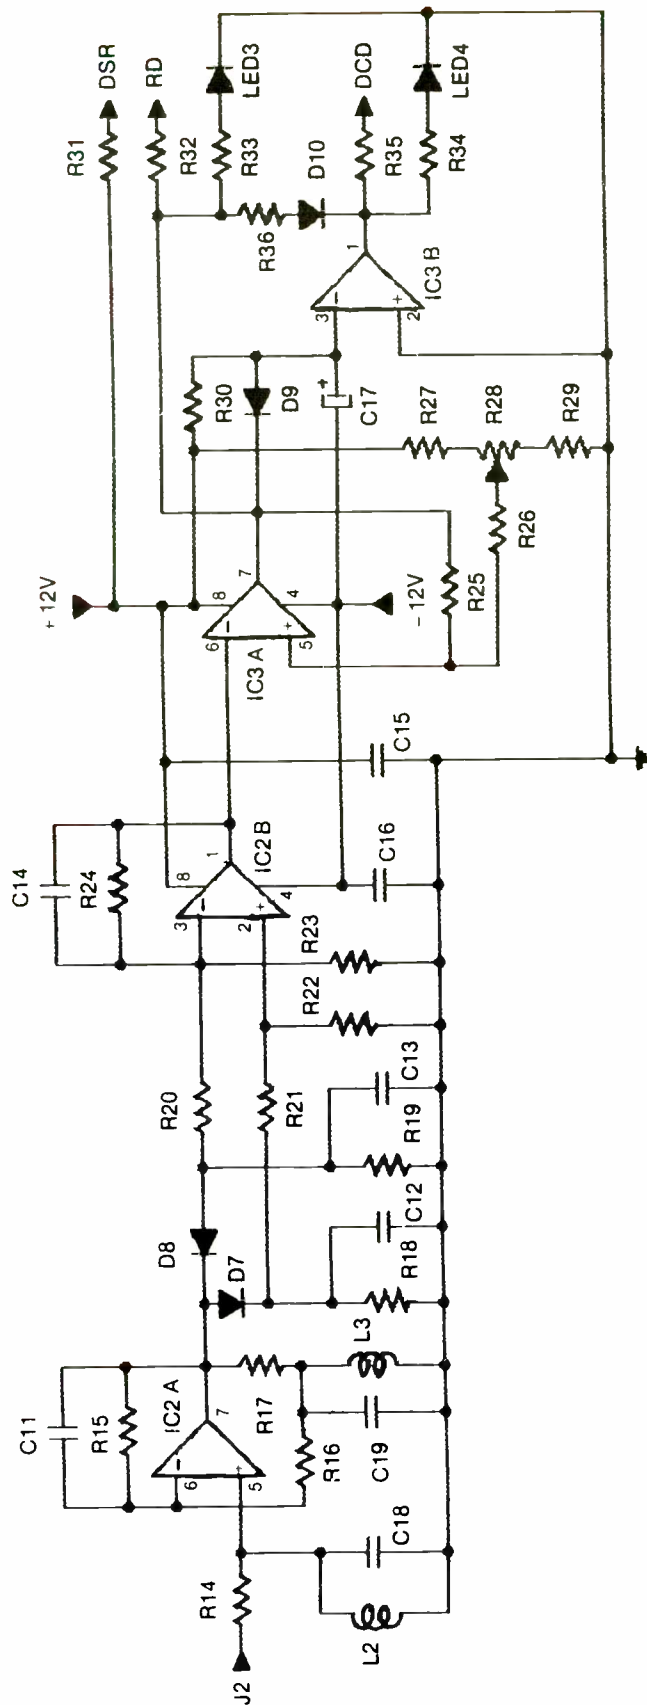 J2
R14
L2
C18
C11
R15
IC2 A
6
5
7
-
+
R17
R16
C19
L3
D8
D7
R18
C12
R19
C13
R20
R21
R22
R23
C14
R24
IC2 B
3
2
8
4
1
-
+
C16
C15
+12V
-12V
IC3 A
6
5
8
4
7
-
+
R25
R26
R27
R28
R29
R30
D9
C17
+
IC3 B
3
2
1
-
+
R36
D10
R31
DSR
R32
RD
R33
LED3
R35
DCD
R34
LED4